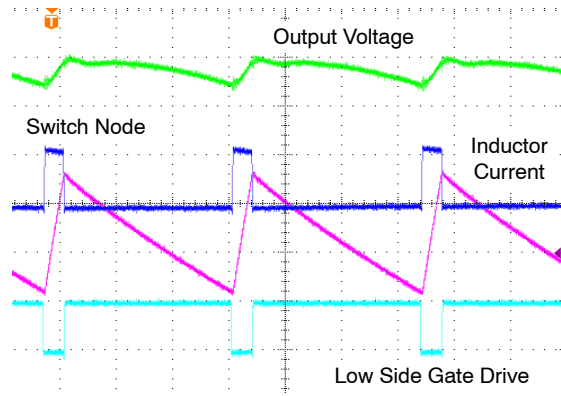 T
Output Voltage
Switch Node
Inductor
Current
Low Side Gate Drive